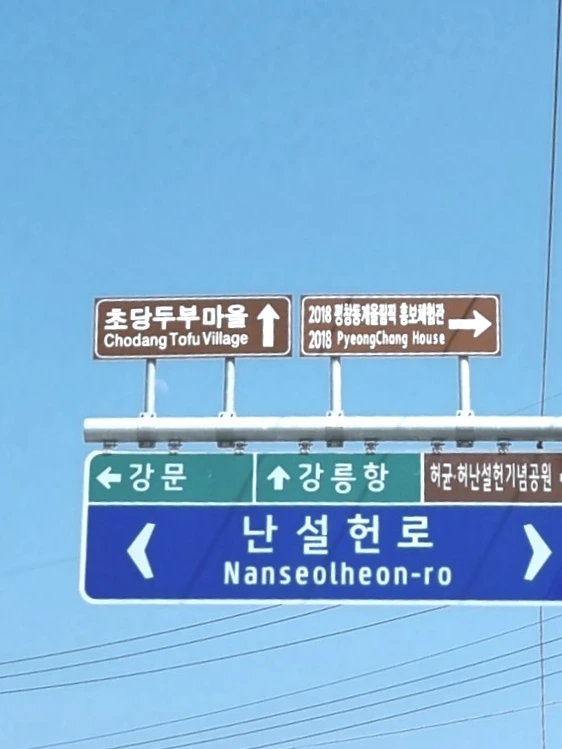 초당두부마을
Chodang Tofu Village
2018 평창동계올림픽 홍보체험관
2018 PyeongChang House
강문
강릉항
허균·허난설헌기념공원
난설헌로
Nanseolheon-ro